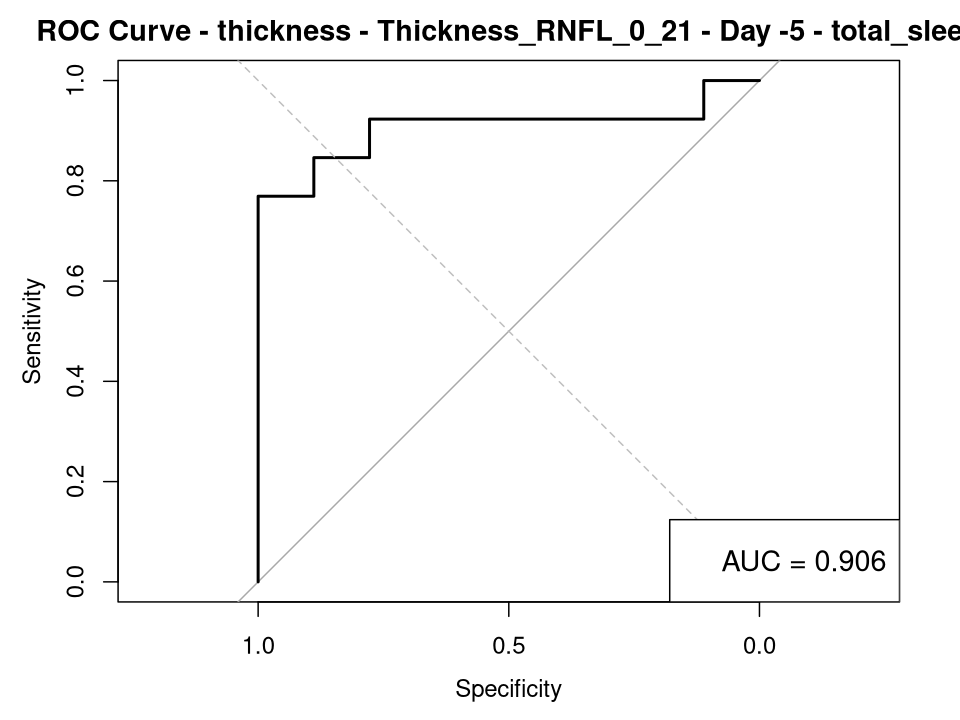 ROC Curve - thickness - Thickness_RNFL_0_21 - Day -5 - total_slee
1.0
0.8
0.6
0.4
0.2
0.0
Sensitivity
AUC = 0.906
1.0 0.5 0.0
Specificity